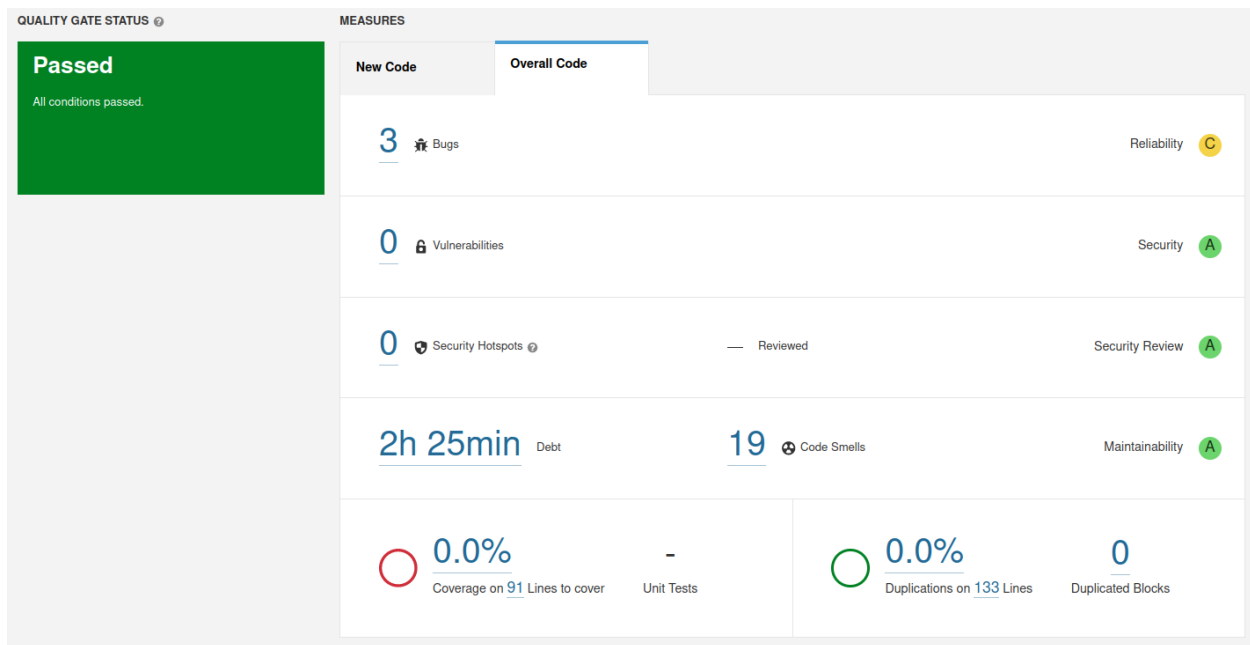 QUALITY GATE STATUS
MEASURES
Passed
All conditions passed.
New Code
Overall Code
3 Bugs
Reliability C
0 Vulnerabilities
Security A
0 Security Hotspots
— Reviewed
Security Review A
2h 25min Debt
19 Code Smells
Maintainability A
0.0%
Coverage on 91 Lines to cover
-
Unit Tests
0.0%
Duplications on 133 Lines
0
Duplicated Blocks